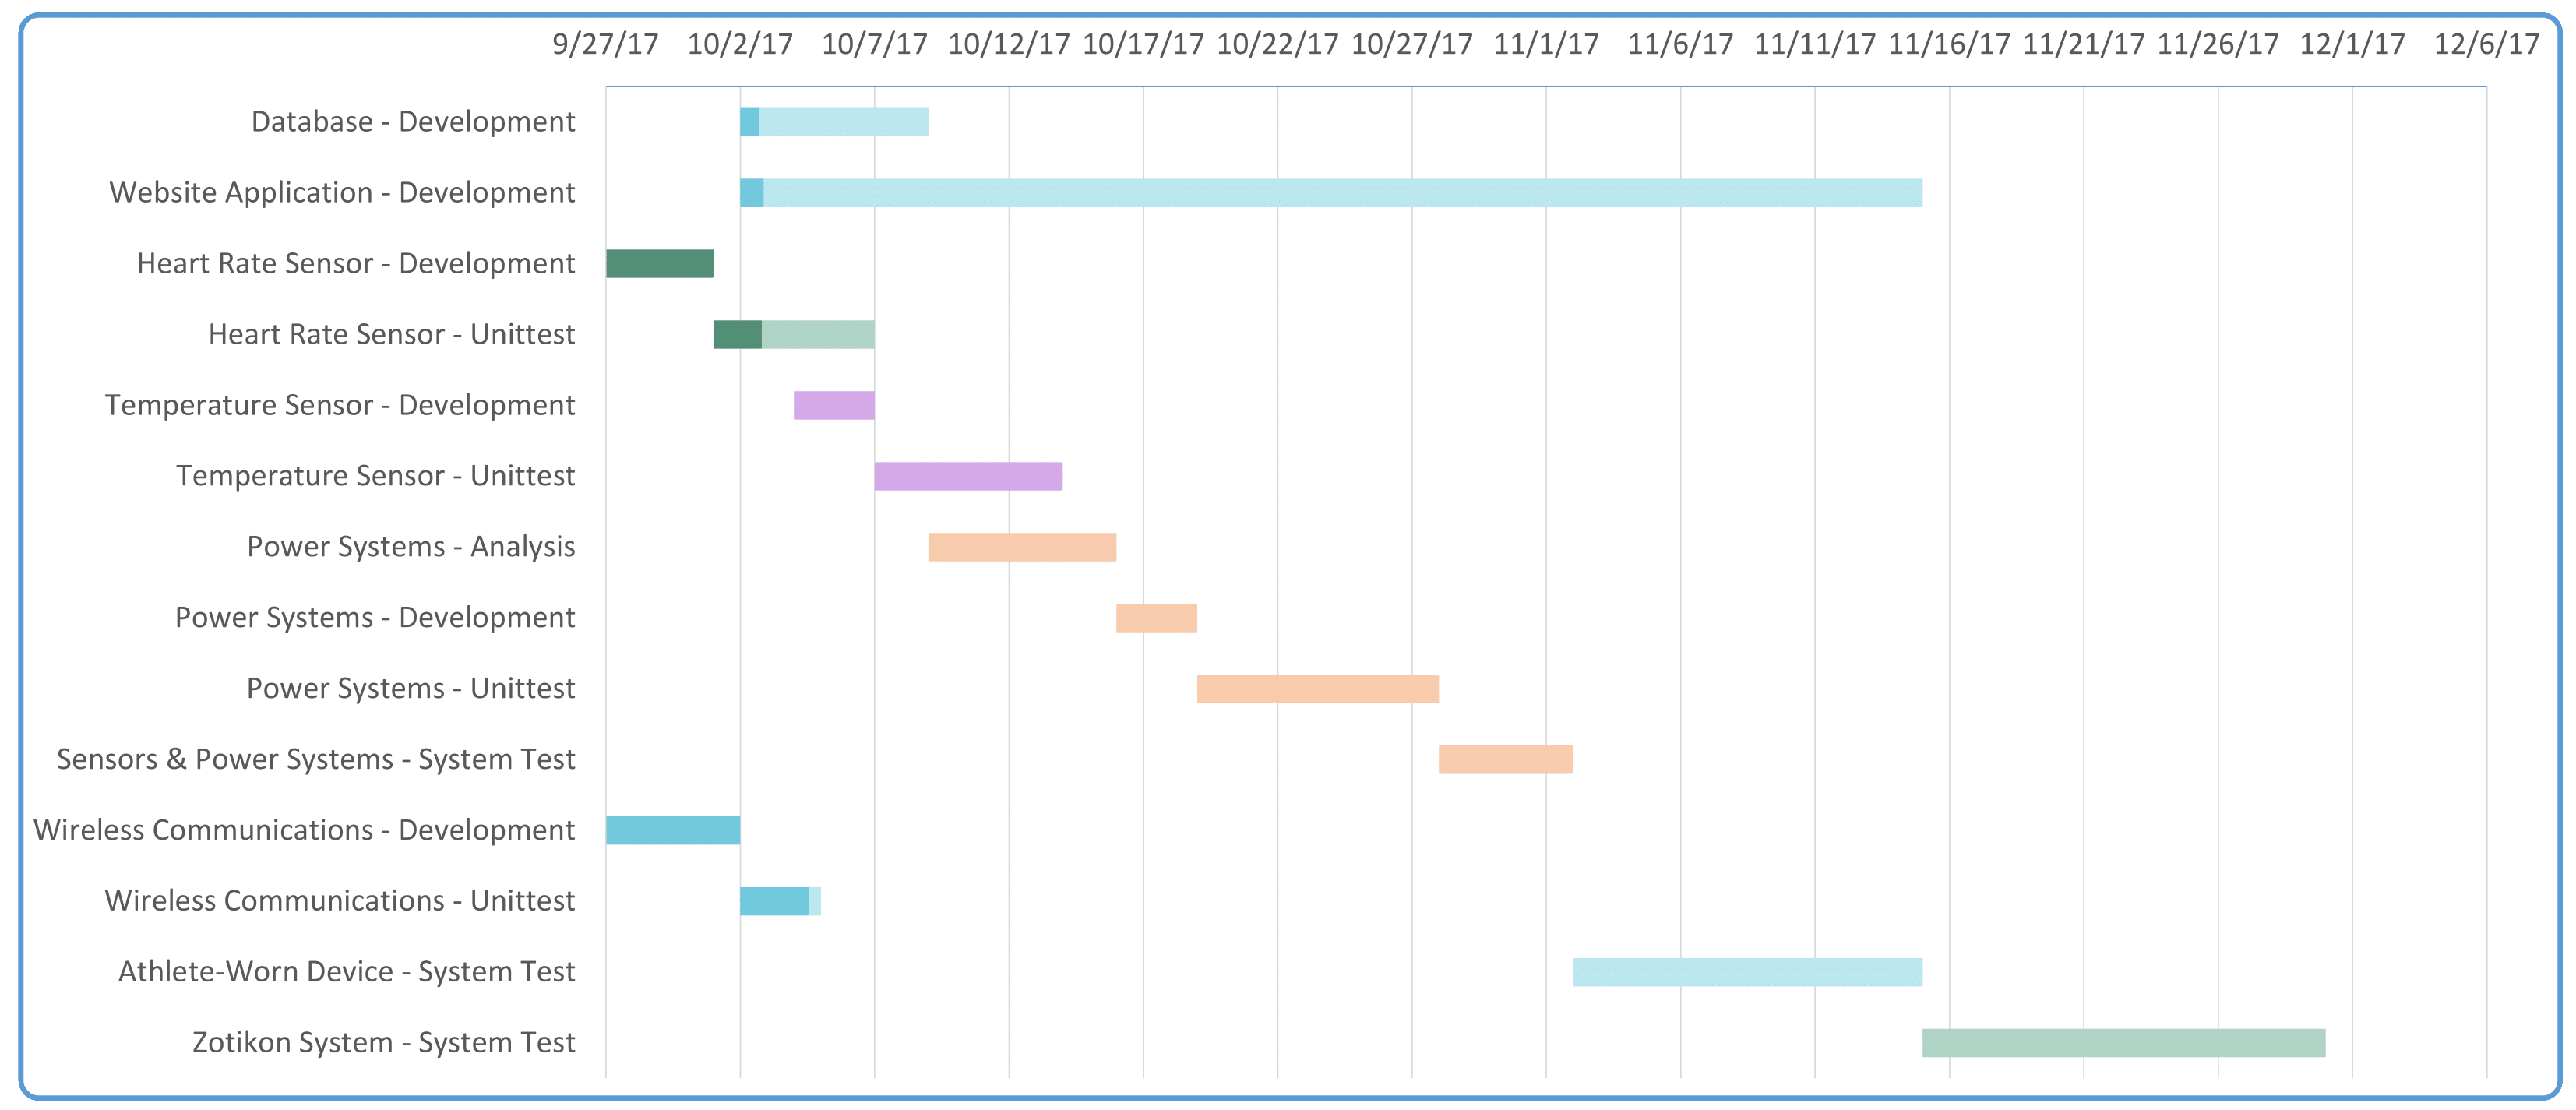 9/27/17 10/2/17 10/7/17 10/12/17 10/17/17 10/22/17 10/27/17 11/1/17 11/6/17 11/11/17 11/16/17 11/21/17 11/26/17 12/1/17 12/6/17
Database - Development
Website Application - Development
Heart Rate Sensor - Development
Heart Rate Sensor - Unittest
Temperature Sensor - Development
Temperature Sensor - Unittest
Power Systems - Analysis
Power Systems - Development
Power Systems - Unittest
Sensors & Power Systems - System Test
Wireless Communications - Development
Wireless Communications - Unittest
Athlete-Worn Device - System Test
Zotikon System - System Test